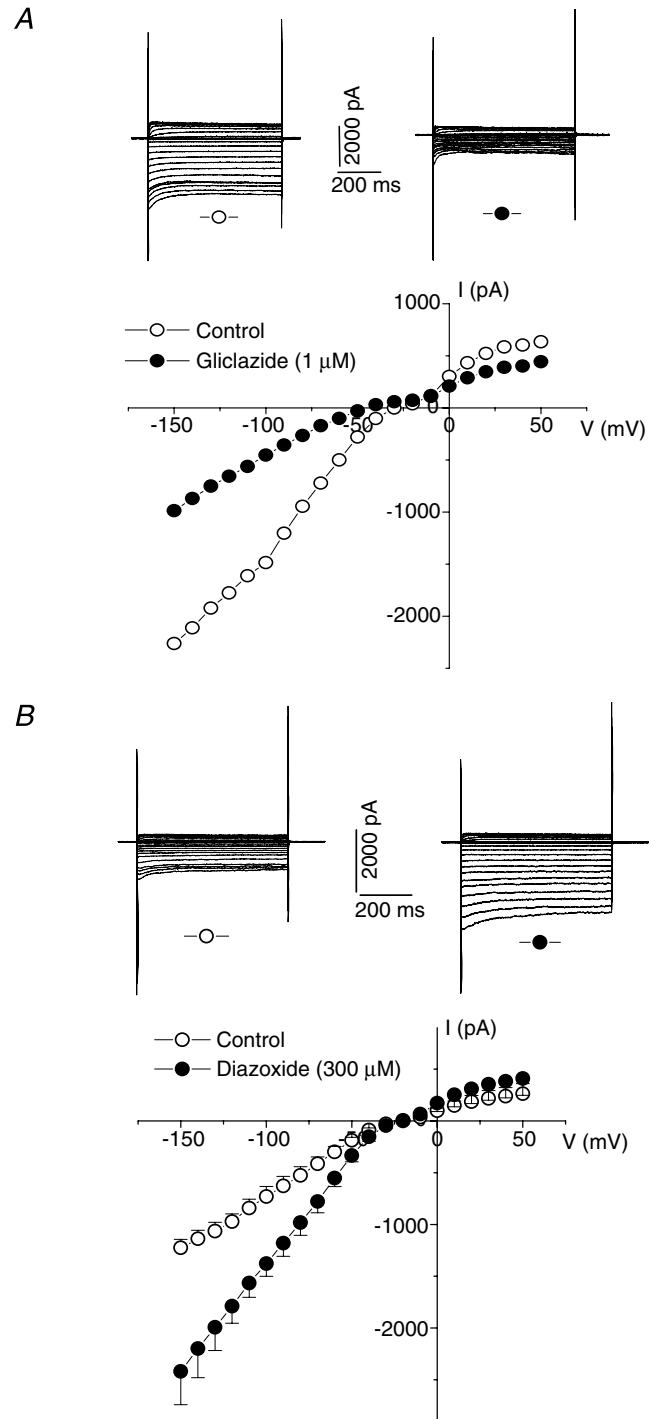 A
2000 pA
200 ms
I (pA)
1000
Control
Gliclazide (1 μM)
-150
-100
-50
0
0
50
V (mV)
-1000
-2000
B
2000 pA
200 ms
Control
Diazoxide (300 μM)
I (pA)
-150
-100
-50
0
50
V (mV)
-1000
-2000